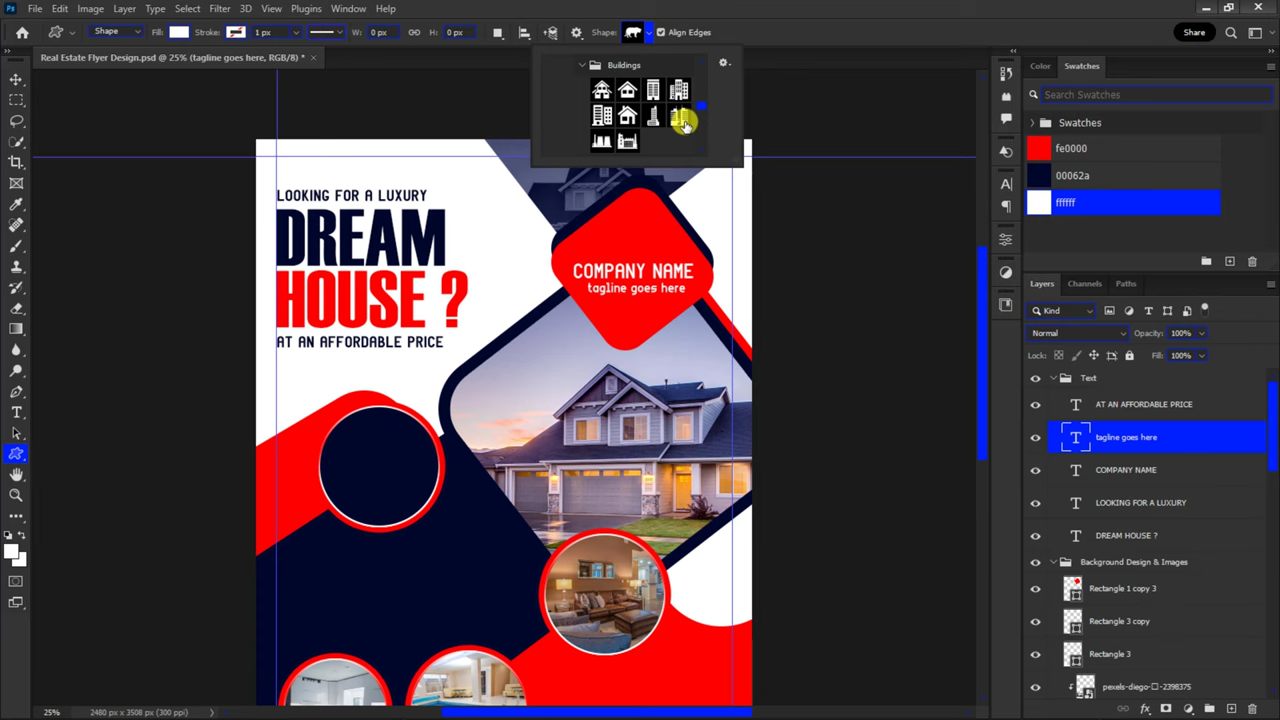 File Edit Image Layer Type Select Filter 3D View Plugins Window Help
Shape Fill: Stroke: 1 px W: 0 px H: 0 px Shape: Align Edges Share
Real Estate Flyer Design.psd @ 25% (tagline goes here, RGB/8) *
Buildings
LOOKING FOR A LUXURY
DREAM
HOUSE ?
AT AN AFFORDABLE PRICE
COMPANY NAME
tagline goes here
Color Swatches
Search Swatches
Swatches
fe0000
00062a
ffffff
Layers Channels Paths
Kind
Normal Opacity: 100%
Lock: Fill: 100%
Text
AT AN AFFORDABLE PRICE
tagline goes here
COMPANY NAME
LOOKING FOR A LUXURY
DREAM HOUSE ?
Background Design & Images
Rectangle 1 copy 3
Rectangle 3 copy
Rectangle 3
pexels-diego-□-2398375
25% 2480 px x 3508 px (300 ppi)